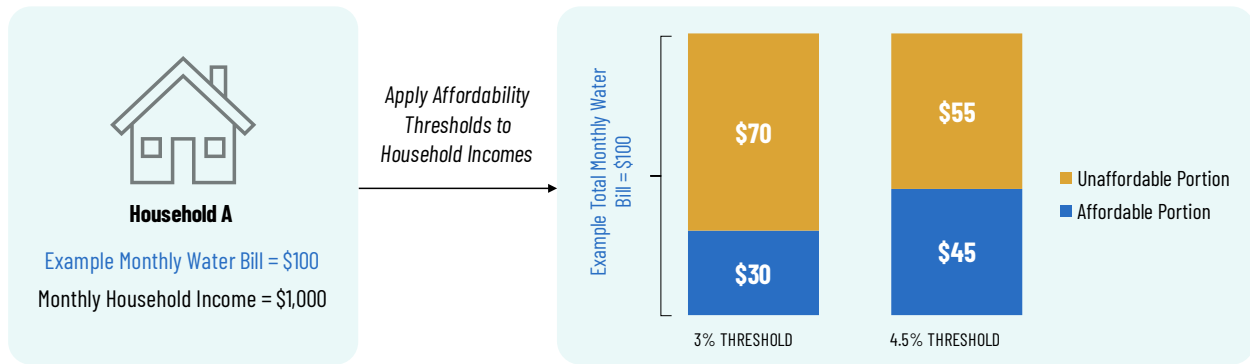 Household A
Example Monthly Water Bill = $100
Monthly Household Income = $1,000
Apply Affordability
Thresholds to
Household Incomes
Example Total Monthly Water
Bill = $100
$70
$30
3% THRESHOLD
$55
$45
4.5% THRESHOLD
Unaffordable Portion
Affordable Portion